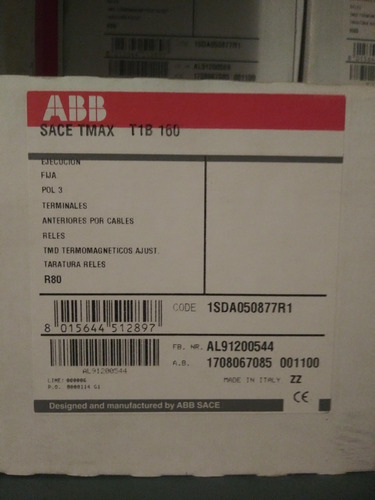 1SDA050877R1
ABB
SACE TMAX T1B 160
EJECUCION
FIJA
POL 3
TERMINALES
ANTERIORES POR CABLES
RELES
TMD TERMOMAGNETICOS AJUST.
TARATURA RELES
R80
8 015644 512897
CODE 1SDA050877R1
AL91200544
FB. NR. AL91200544
A.B. 1708067085 001100
MADE IN ITALY ZZ
CE
Designed and manufactured by ABB SACE